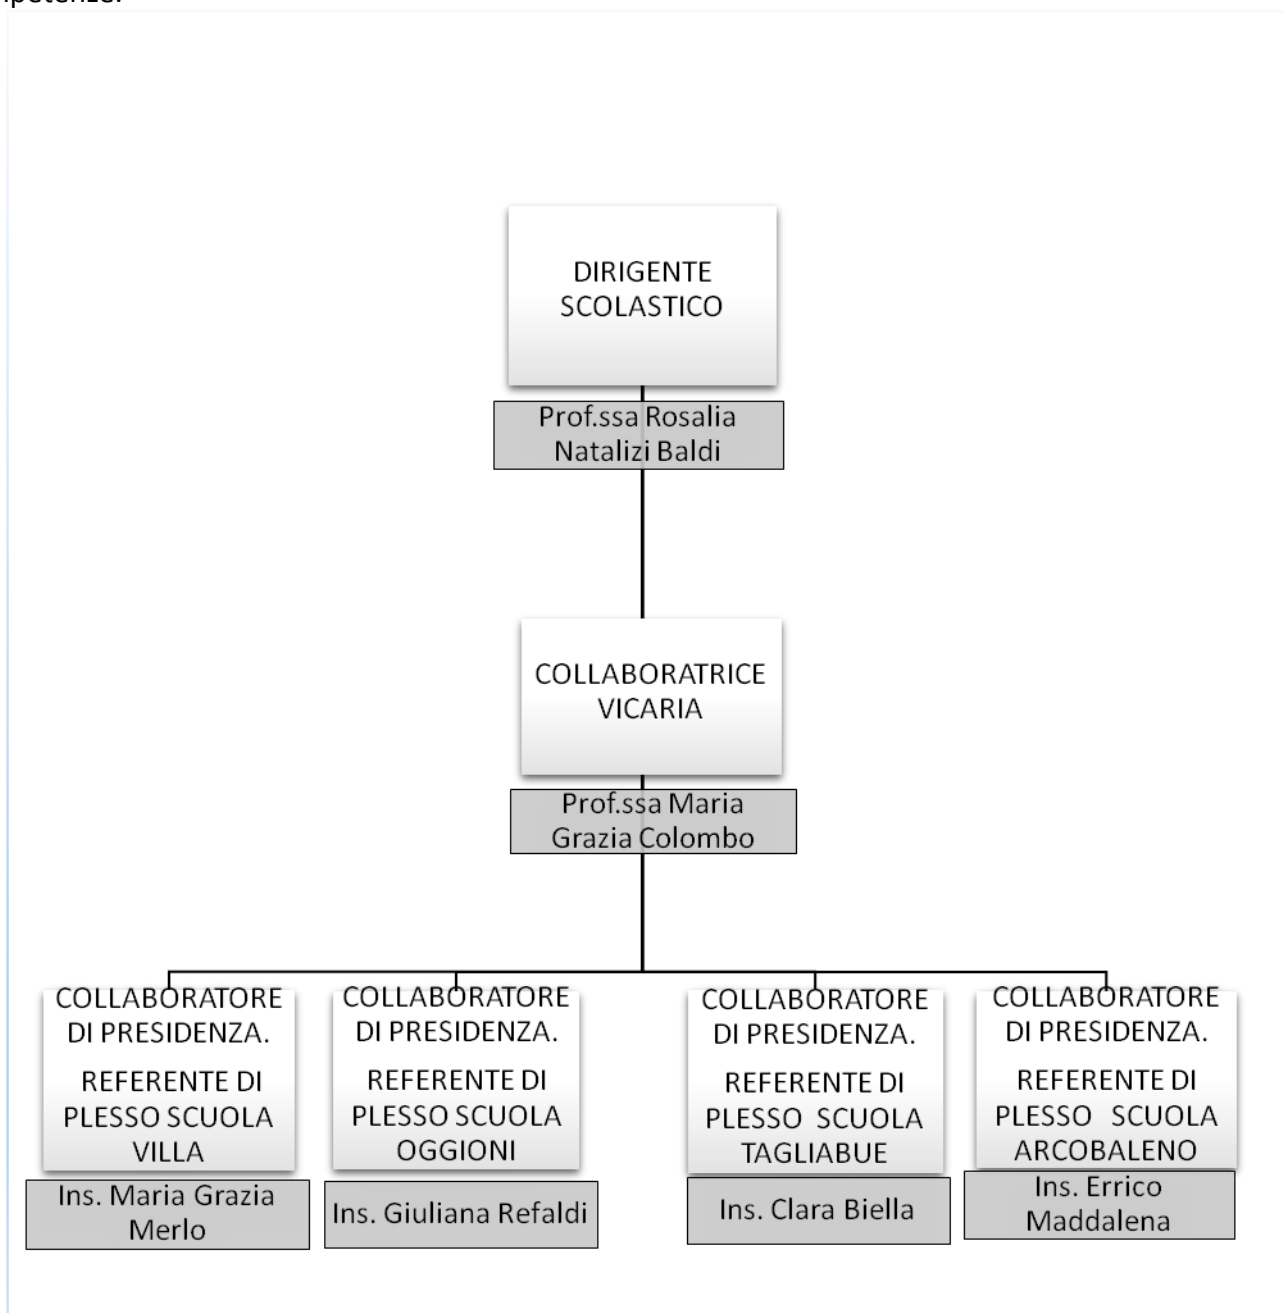 DIRIGENTE
SCOLASTICO
Prof.ssa Rosalia
Natalizi Baldi
COLLABORATRICE
VICARIA
Prof.ssa Maria
Grazia Colombo
COLLABORATORE
DI PRESIDENZA.
REFERENTE DI
PLESSO SCUOLA
VILLA
Ins. Maria Grazia
Merlo
COLLABORATORE
DI PRESIDENZA.
REFERENTE DI
PLESSO SCUOLA
OGGIONI
Ins. Giuliana Refaldi
COLLABORATORE
DI PRESIDENZA.
REFERENTE DI
PLESSO SCUOLA
TAGLIABUE
Ins. Clara Biella
COLLABORATORE
DI PRESIDENZA.
REFERENTE DI
PLESSO SCUOLA
ARCOBALENO
Ins. Errico
Maddalena